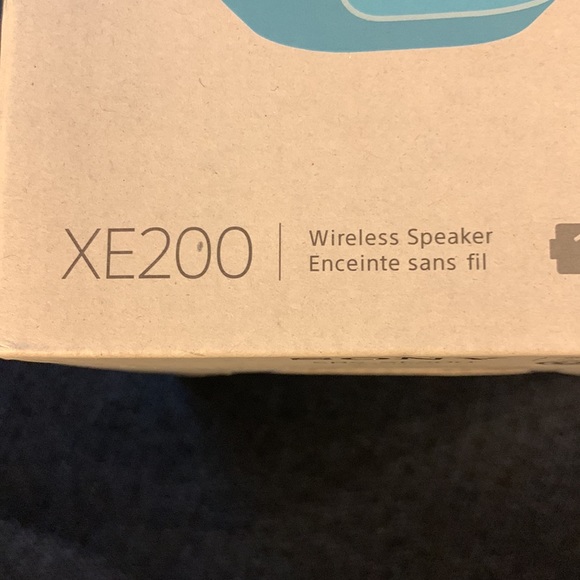 XE200
Wireless Speaker
Enceinte sans fil